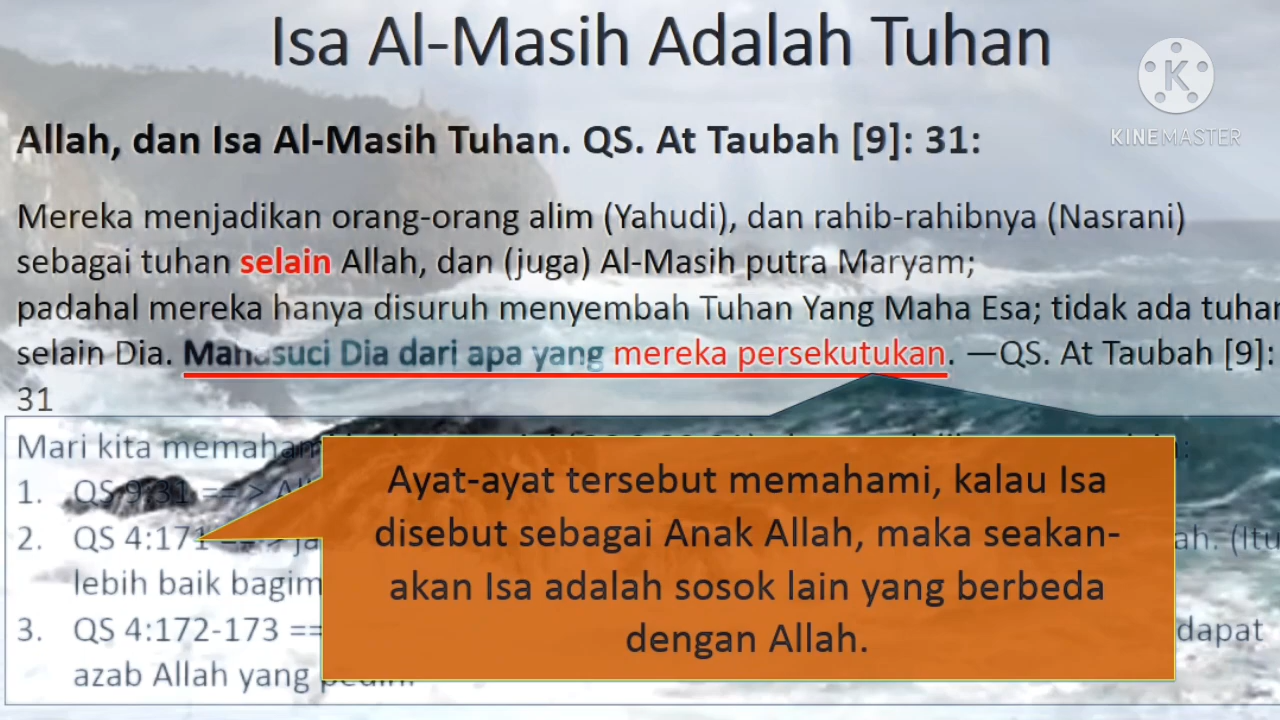 Isa Al-Masih Adalah Tuhan
KINEMASTER
Allah, dan Isa Al-Masih Tuhan. QS. At Taubah [9]: 31:
Mereka menjadikan orang-orang alim (Yahudi), dan rahib-rahibnya (Nasrani)
sebagai tuhan selain Allah, dan (juga) Al-Masih putra Maryam;
padahal mereka hanya disuruh menyembah Tuhan Yang Maha Esa; tidak ada tuhan
selain Dia. Mahasuci Dia dari apa yang mereka persekutukan. —QS. At Taubah [9]:
31
Mari kita memahami
1. QS 9:31 == >
2. QS 4:171 == > (Itu
lebih baik
3. QS 4:172-173 == dapat
azab Allah yang pedih.
Ayat-ayat tersebut memahami, kalau Isa
disebut sebagai Anak Allah, maka seakan-
akan Isa adalah sosok lain yang berbeda
dengan Allah.